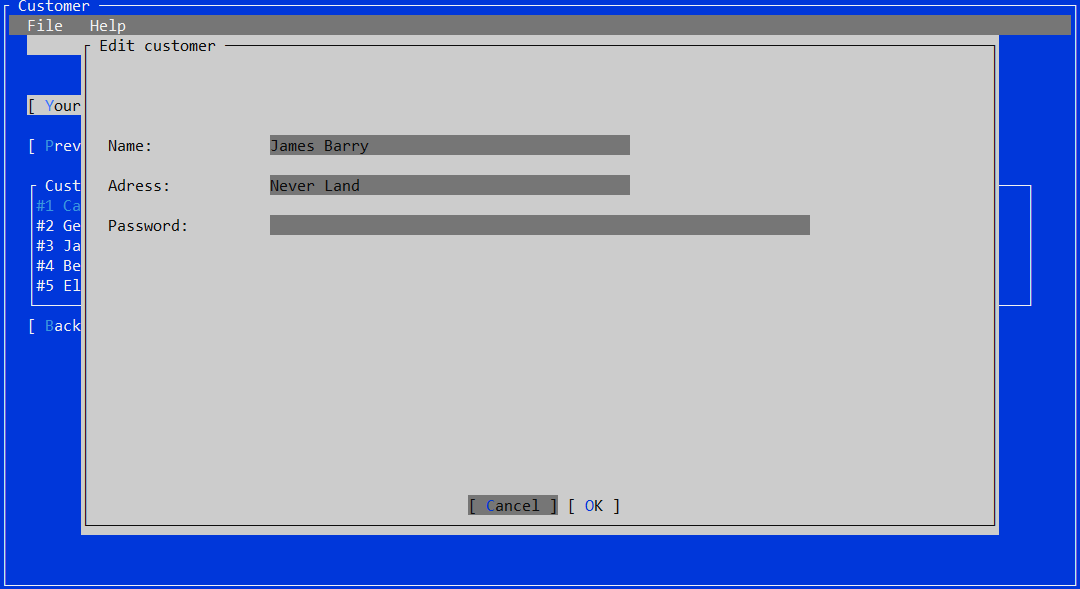 Customer
File Help
Edit customer
[ Your
[ Prev
Name: James Barry
Cust
Adress: Never Land
#1 Ca
#2 Ge
Password:
#3 Ja
#4 Be
#5 El
[ Back
[ Cancel ] [ OK ]